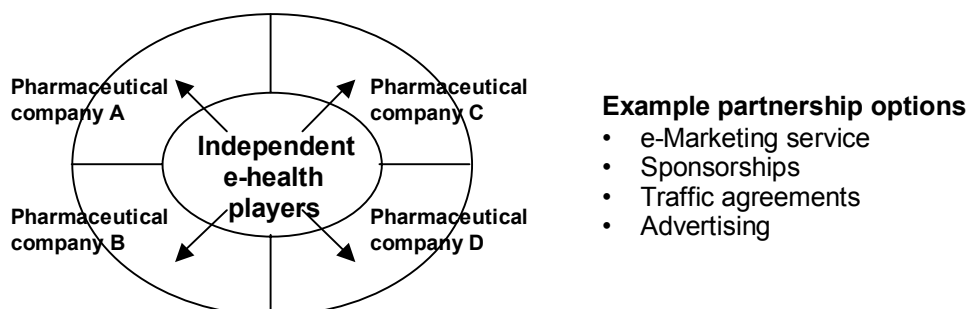 Pharmaceutical
company A
Pharmaceutical
company C
Independent
e-health
players
Pharmaceutical
company B
Pharmaceutical
company D
Example partnership options
• e-Marketing service
• Sponsorships
• Traffic agreements
• Advertising